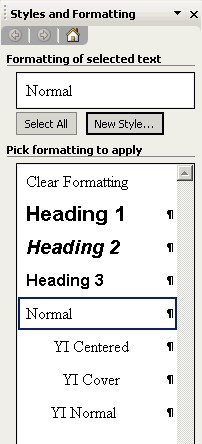 Styles and Formatting
Formatting of selected text
Normal
Select All New Style...
Pick formatting to apply
Clear Formatting
Heading 1 ¶
Heading 2 ¶
Heading 3 ¶
Normal ¶
YI Centered ¶
YI Cover ¶
YI Normal ¶